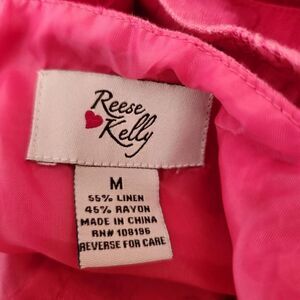 Reese
Kelly
M
55% LINEN
45% RAYON
MADE IN CHINA
RN# 108196
REVERSE FOR CARE